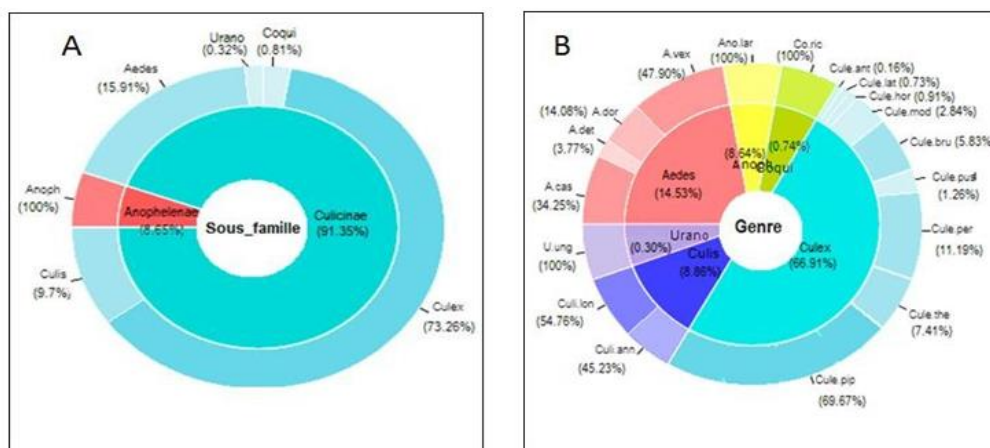 A
Urano
(0.32%)
Coqui
(0.81%)
Aedes
(15.91%)
Anoph
(100%)
Anophelenae
(8.65%)
Sous_famille
Culicinae
(91.35%)
Culis
(9.7%)
Culex
(73.26%)
B
Ano.lar
(100%)
Co.ric
(100%)
A.vex
(47.90%)
Cule.ant (0.16%)
Cule.lat (0.73%)
Cule.hor (0.91%)
Cule.mod (2.84%)
(14.08%) A.dor
A.det
(3.77%)
Cule.bru (5.83%)
(8.64%)
Anoph
(0.74%)
Coqui
Aedes
(14.53%)
Cule.pusl
(1.26%)
A.cas
(34.25%)
Cule.per
(11.19%)
Urano
(0.30%)
Genre
Culex
(66.91%)
U.ung
(100%)
Culis
(8.86%)
Culi.lon
(54.76%)
Cule.the
(7.41%)
Culi.ann
(45.23%)
Cule.pip
(69.67%)